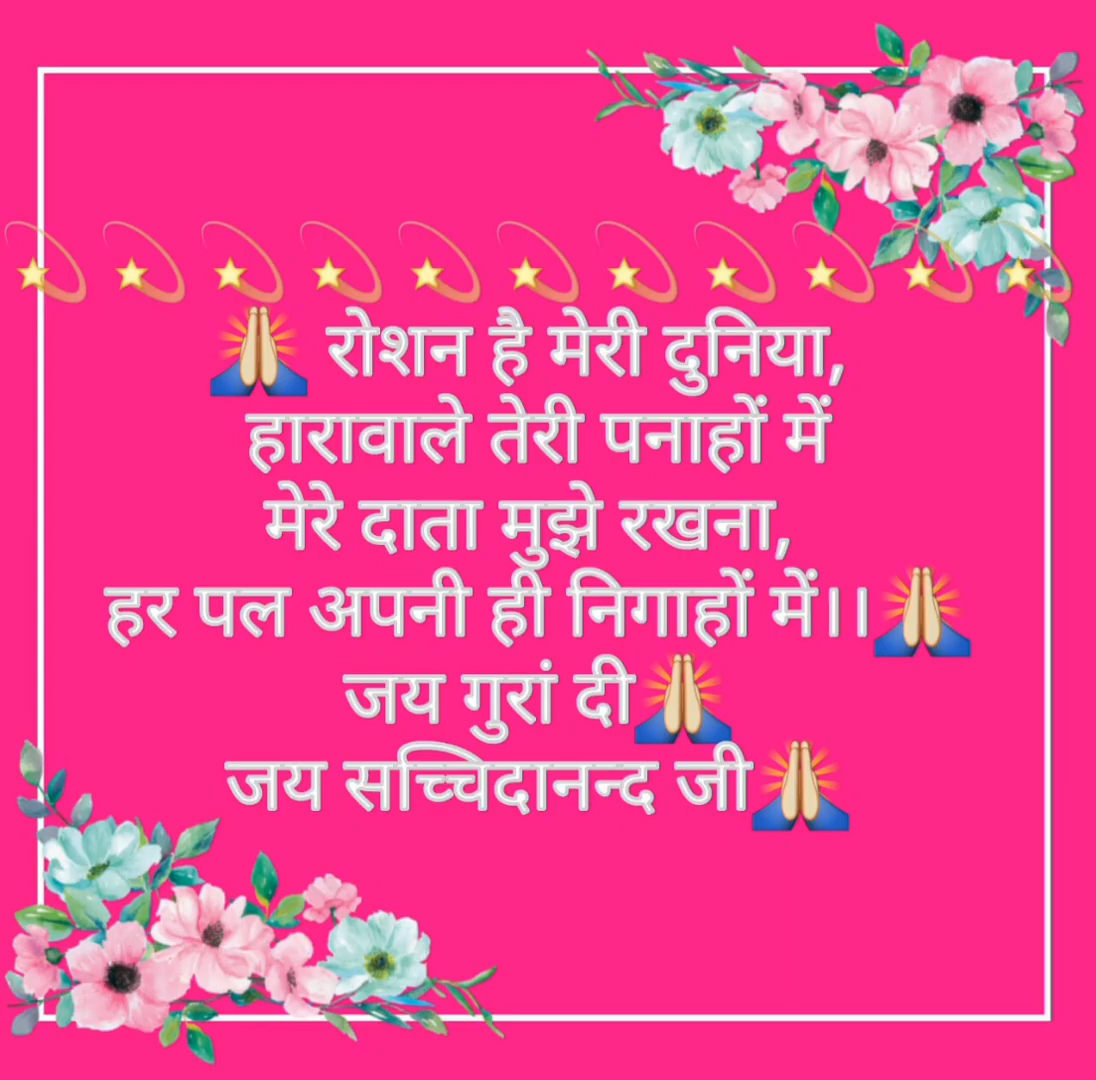 💫💫💫💫💫💫💫💫💫💫💫
🙏 रोशन है मेरी दुनिया,
हारावाले तेरी पनाहों में
मेरे दाता मुझे रखना,
हर पल अपनी ही निगाहों में।।🙏
जय गुरां दी🙏
जय सच्चिदानन्द जी🙏